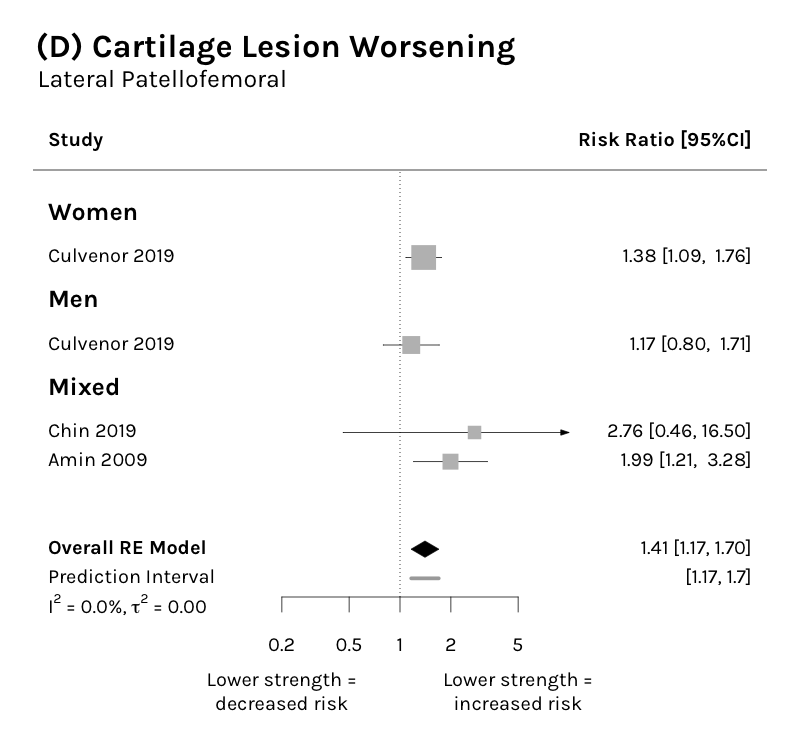 (D) Cartilage Lesion Worsening
Lateral Patellofemoral
Study Risk Ratio [95%CI]
Women
Culvenor 2019 1.38 [1.09, 1.76]
Men
Culvenor 2019 1.17 [0.80, 1.71]
Mixed
Chin 2019 2.76 [0.46, 16.50]
Amin 2009 1.99 [1.21, 3.28]
Overall RE Model 1.41 [1.17, 1.70]
Prediction Interval [1.17, 1.7]
I² = 0.0%, τ² = 0.00
0.2 0.5 1 2 5
Lower strength = Lower strength =
decreased risk increased risk